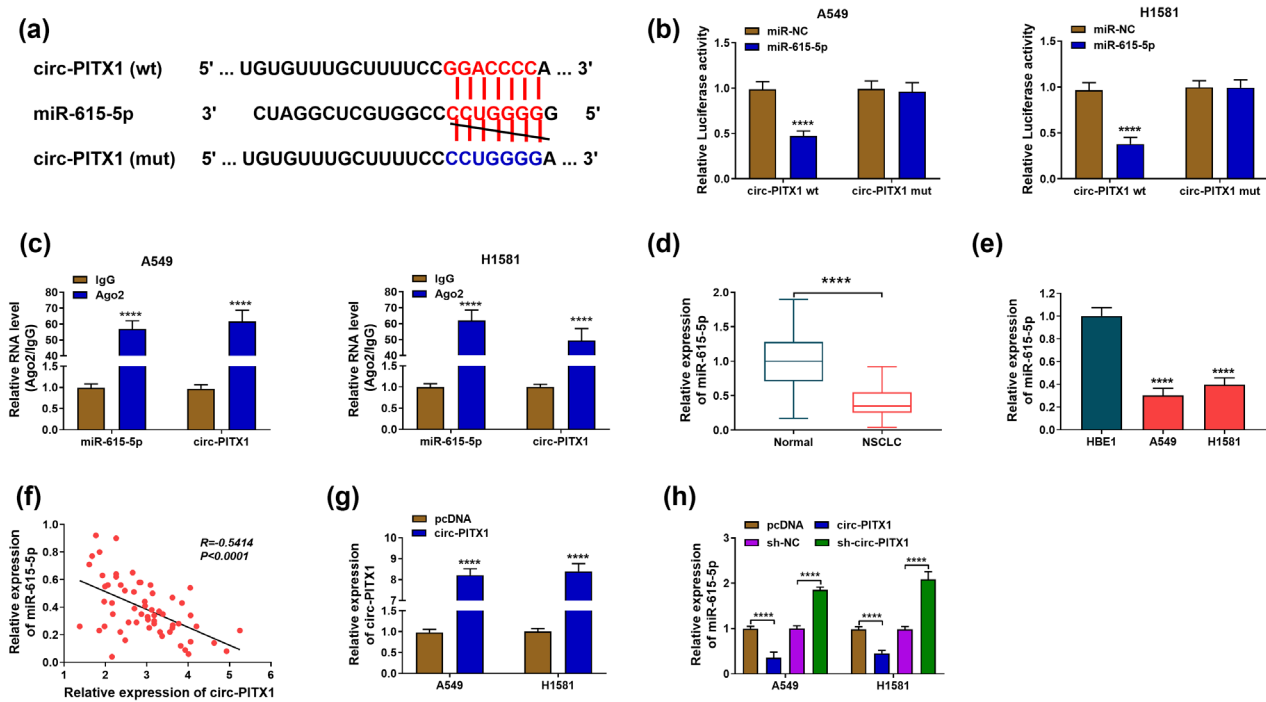 (a)
circ-PITX1 (wt) 5' ... UGUGUUUGCUUUUCCGGACCCCA ... 3'
miR-615-5p 3' CUAGGCUCGUGGCCCCUGGGGG 5'
circ-PITX1 (mut) 5' ... UGUGUUUGCUUUUCCCCUGGGGA ... 3'
(b)
A549
miR-NC
miR-615-5p
Relative Luciferase activity
1.5
1.0
0.5
0.0
****
circ-PITX1 wt circ-PITX1 mut
H1581
miR-NC
miR-615-5p
Relative Luciferase activity
1.5
1.0
0.5
0.0
****
circ-PITX1 wt circ-PITX1 mut
(c)
A549
IgG
Ago2
Relative RNA level
(Ago2/IgG)
80
70
60
50
40
30
1.5
1.0
0.5
0.0
**** ****
miR-615-5p circ-PITX1
H1581
IgG
Ago2
Relative RNA level
(Ago2/IgG)
80
70
60
50
40
30
1.5
1.0
0.5
0.0
**** ****
miR-615-5p circ-PITX1
(d)
Relative expression
of miR-615-5p
2.0
1.5
1.0
0.5
0.0
****
Normal NSCLC
(e)
Relative expression
of miR-615-5p
1.2
1.0
0.8
0.6
0.4
0.2
0.0
**** ****
HBE1 A549 H1581
(f)
Relative expression
of miR-615-5p
1.0
0.8
0.6
0.4
0.2
0.0
R=-0.5414
P<0.0001
1 2 3 4 5 6
Relative expression of circ-PITX1
(g)
pcDNA
circ-PITX1
Relative expression
of circ-PITX1
10
9
8
7
1.5
1.0
0.5
0.0
**** ****
A549 H1581
(h)
pcDNA circ-PITX1
sh-NC sh-circ-PITX1
Relative expression
of miR-615-5p
3
2
1
0
**** **** **** ****
A549 H1581